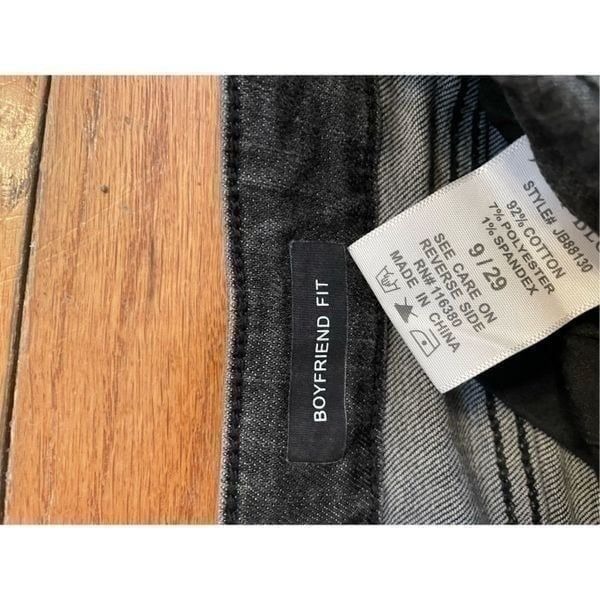 BOYFRIEND FIT
STYLE# JB88130
92% COTTON
7% POLYESTER
1% SPANDEX
9 / 29
SEE CARE ON
REVERSE SIDE
RN# 116380
MADE IN CHINA